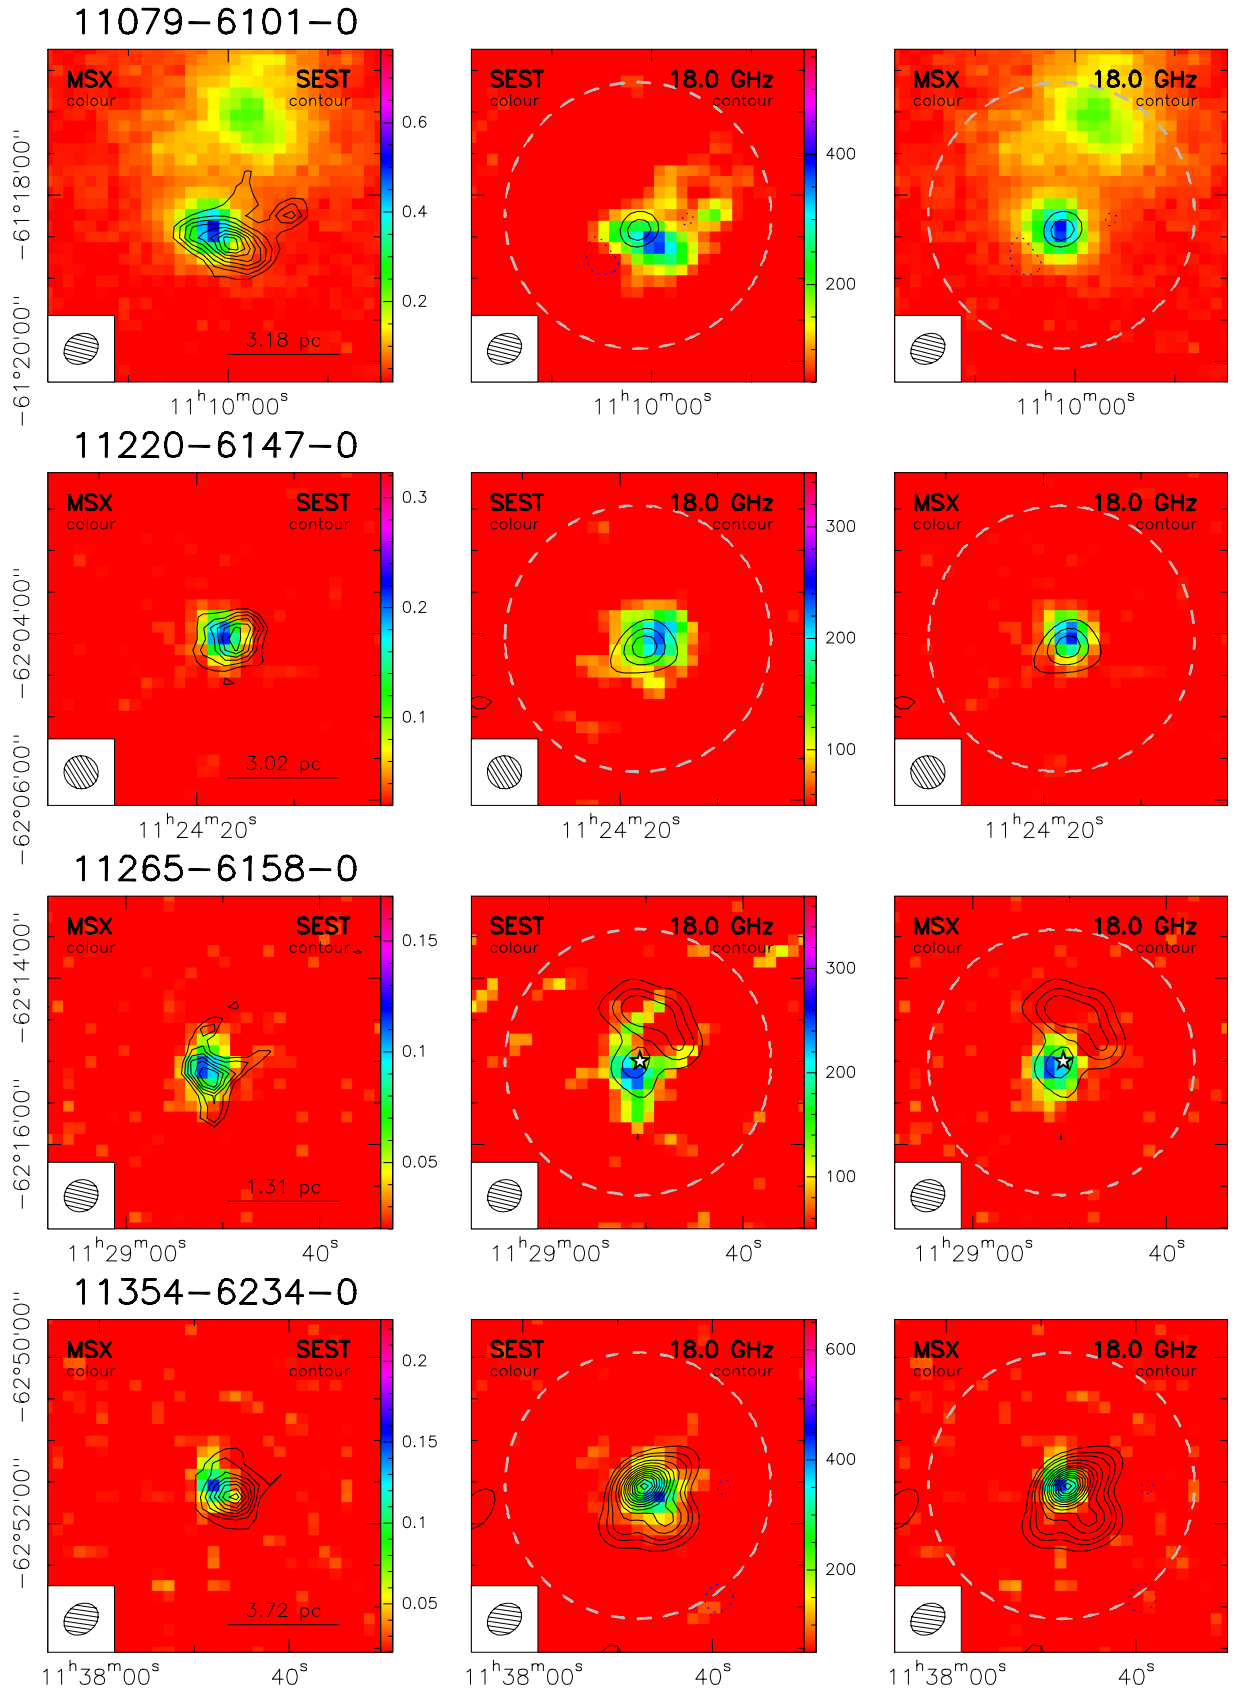 11079−6101−0
MSX colour SEST contour
SEST colour 18.0 GHz contour
MSX colour 18.0 GHz contour
0.6
0.4
0.2
400
200
−61°18'00"
−61°20'00"
3.18 pc
11ʰ10ᵐ00ˢ
11ʰ10ᵐ00ˢ
11ʰ10ᵐ00ˢ
11220−6147−0
MSX colour SEST contour
SEST colour 18.0 GHz contour
MSX colour 18.0 GHz contour
0.3
0.2
0.1
300
200
100
−62°04'00"
−62°06'00"
3.02 pc
11ʰ24ᵐ20ˢ
11ʰ24ᵐ20ˢ
11ʰ24ᵐ20ˢ
11265−6158−0
MSX colour SEST contour
SEST colour 18.0 GHz contour
MSX colour 18.0 GHz contour
0.15
0.1
0.05
300
200
100
−62°14'00"
−62°16'00"
1.31 pc
11ʰ29ᵐ00ˢ 40ˢ
11ʰ29ᵐ00ˢ 40ˢ
11ʰ29ᵐ00ˢ 40ˢ
11354−6234−0
MSX colour SEST contour
SEST colour 18.0 GHz contour
MSX colour 18.0 GHz contour
0.2
0.15
0.1
0.05
600
400
200
−62°50'00"
−62°52'00"
3.72 pc
11ʰ38ᵐ00ˢ 40ˢ
11ʰ38ᵐ00ˢ 40ˢ
11ʰ38ᵐ00ˢ 40ˢ